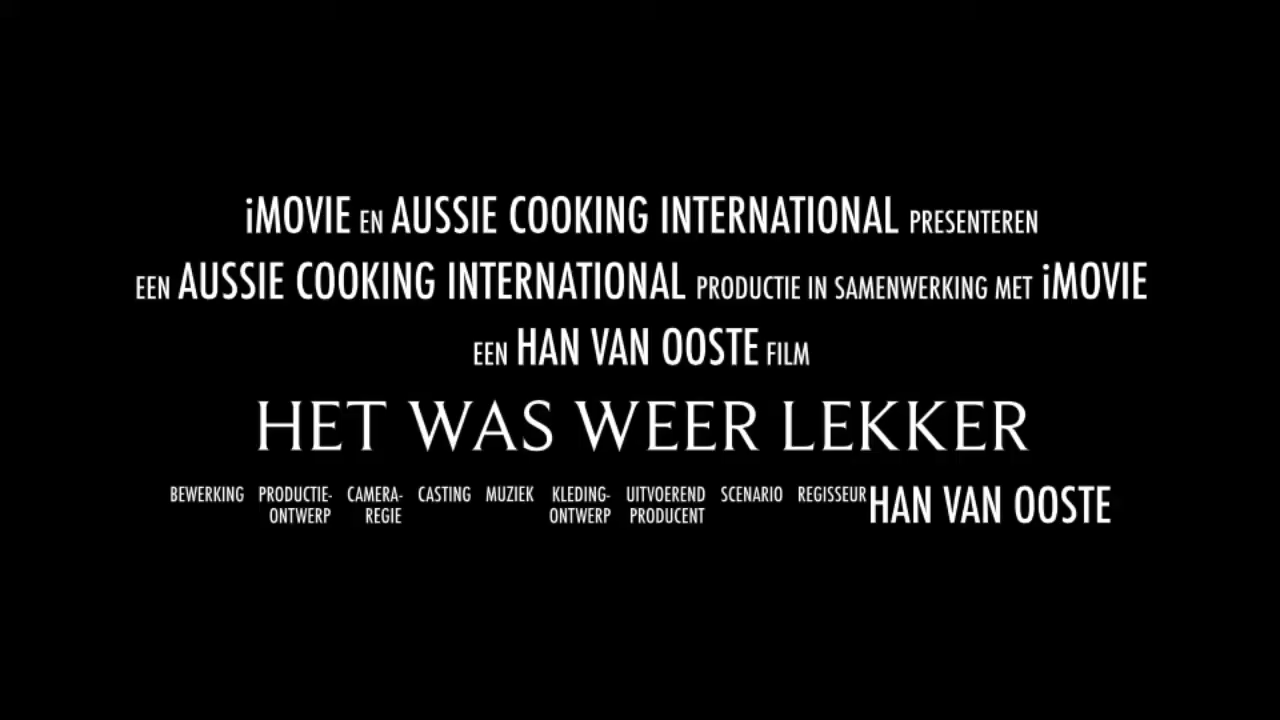 iMOVIE EN AUSSIE COOKING INTERNATIONAL PRESENTEREN
EEN AUSSIE COOKING INTERNATIONAL PRODUCTIE IN SAMENWERKING MET iMOVIE
EEN HAN VAN OOSTE FILM
HET WAS WEER LEKKER
BEWERKING PRODUCTIE- CAMERA- CASTING MUZIEK KLEDING- UITVOEREND SCENARIO REGISSEUR HAN VAN OOSTE
ONTWERP REGIE ONTWERP PRODUCENT